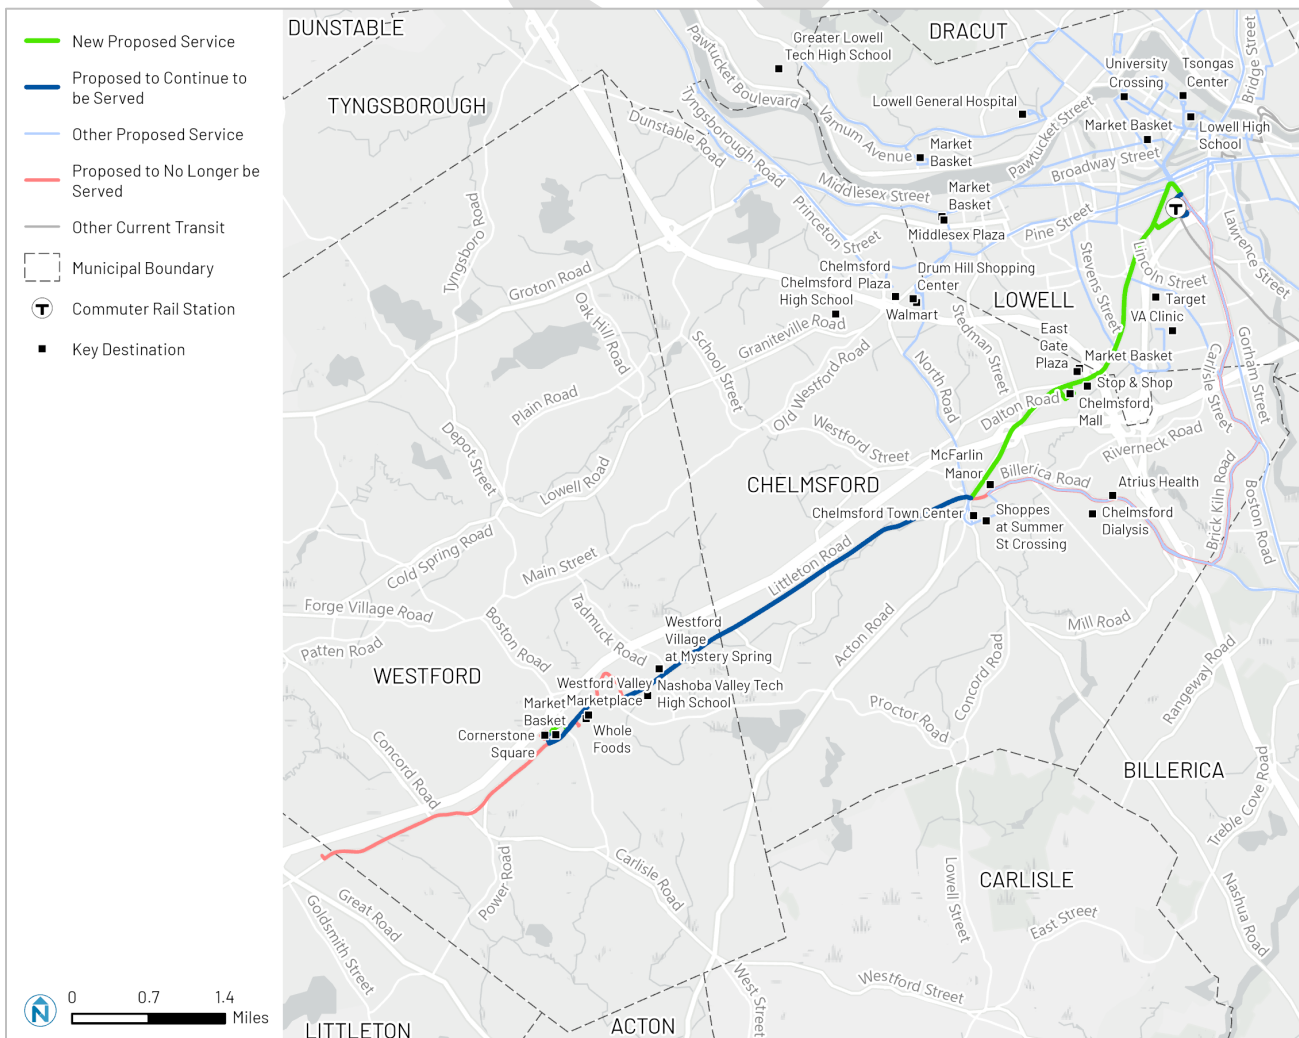 New Proposed Service
Proposed to Continue to
be Served
Other Proposed Service
Proposed to No Longer be
Served
Other Current Transit
Municipal Boundary
T
Commuter Rail Station
Key Destination
N
0 0.7 1.4
Miles
DUNSTABLE
TYNGSBOROUGH
DRACUT
Greater Lowell
Tech High School
University
Crossing
Tsongas
Center
Bridge Street
Pawtucket Boulevard
Lowell General Hospital
Market Basket
Lowell High
School
Varnum Avenue
Market
Basket
Pawtucket Street
Broadway Street
Tyngsborough Road
Dunstable Road
Middlesex Street
Market
Basket
Middlesex Plaza
Pine Street
T
Lawrence Street
Princeton Street
Tyngsboro Road
Groton Road
Oak Hill Road
Chelmsford
Plaza
Drum Hill Shopping
Center
Chelmsford
High School
Walmart
Graniteville Road
LOWELL
Stevens Street
Lincoln Street
Target
VA Clinic
East
Gate
Plaza
Market Basket
Stop & Shop
Chelmsford
Mall
Carlisle Street
Gorham Street
School Street
Old Westford Road
North Road
Stedman Street
Dalton Road
Plain Road
Depot Street
Lowell Road
Westford Street
McFarlin
Manor
Billerica Road
Riverneck Road
CHELMSFORD
Chelmsford Town Center
Shoppes
at Summer
St Crossing
Atrius Health
Chelmsford
Dialysis
Brick Kiln Road
Boston Road
Cold Spring Road
Main Street
Littleton Road
Forge Village Road
Patten Road
Boston Road
Tadmuck Road
Westford
Village
at Mystery Spring
Acton Road
Mill Road
WESTFORD
Westford Valley
Marketplace
Nashoba Valley Tech
High School
Market
Basket
Cornerstone
Square
Whole
Foods
Proctor Road
Concord Road
Rangeway Road
Concord Road
BILLERICA
Treble Cove Road
Power Road
Carlisle Road
CARLISLE
Lowell Street
East Street
Nashua Road
Great Road
Goldsmith Street
Westford Street
West Street
LITTLETON
ACTON